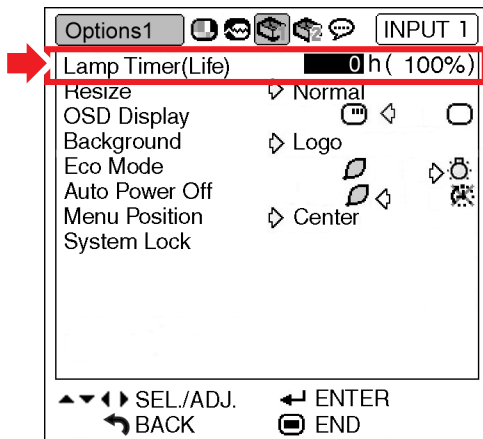 Options1 INPUT 1
Lamp Timer(Life) 0 h ( 100%)
Resize Normal
OSD Display
Background Logo
Eco Mode
Auto Power Off
Menu Position Center
System Lock
SEL./ADJ. ENTER
BACK END